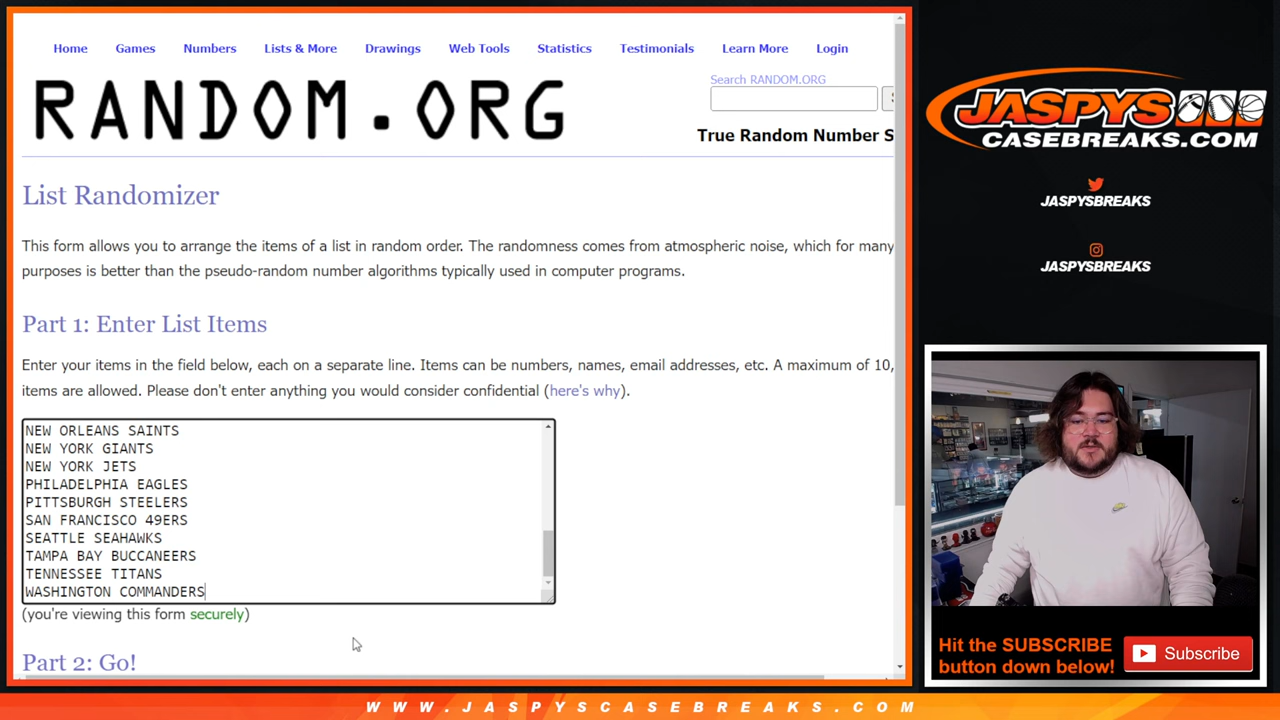 Home Games Numbers Lists & More Drawings Web Tools Statistics Testimonials Learn More Login
RANDOM.ORG
Search RANDOM.ORG
True Random Number S
List Randomizer
This form allows you to arrange the items of a list in random order. The randomness comes from atmospheric noise, which for many
purposes is better than the pseudo-random number algorithms typically used in computer programs.
Part 1: Enter List Items
Enter your items in the field below, each on a separate line. Items can be numbers, names, email addresses, etc. A maximum of 10,
items are allowed. Please don't enter anything you would consider confidential (here's why).
NEW ORLEANS SAINTS
NEW YORK GIANTS
NEW YORK JETS
PHILADELPHIA EAGLES
PITTSBURGH STEELERS
SAN FRANCISCO 49ERS
SEATTLE SEAHAWKS
TAMPA BAY BUCCANEERS
TENNESSEE TITANS
WASHINGTON COMMANDERS
(you're viewing this form securely)
Part 2: Go!
JASPYS
CASEBREAKS.COM
JASPYSBREAKS
JASPYSBREAKS
Hit the SUBSCRIBE
button down below!
Subscribe
WWW.JASPYSCASEBREAKS.COM